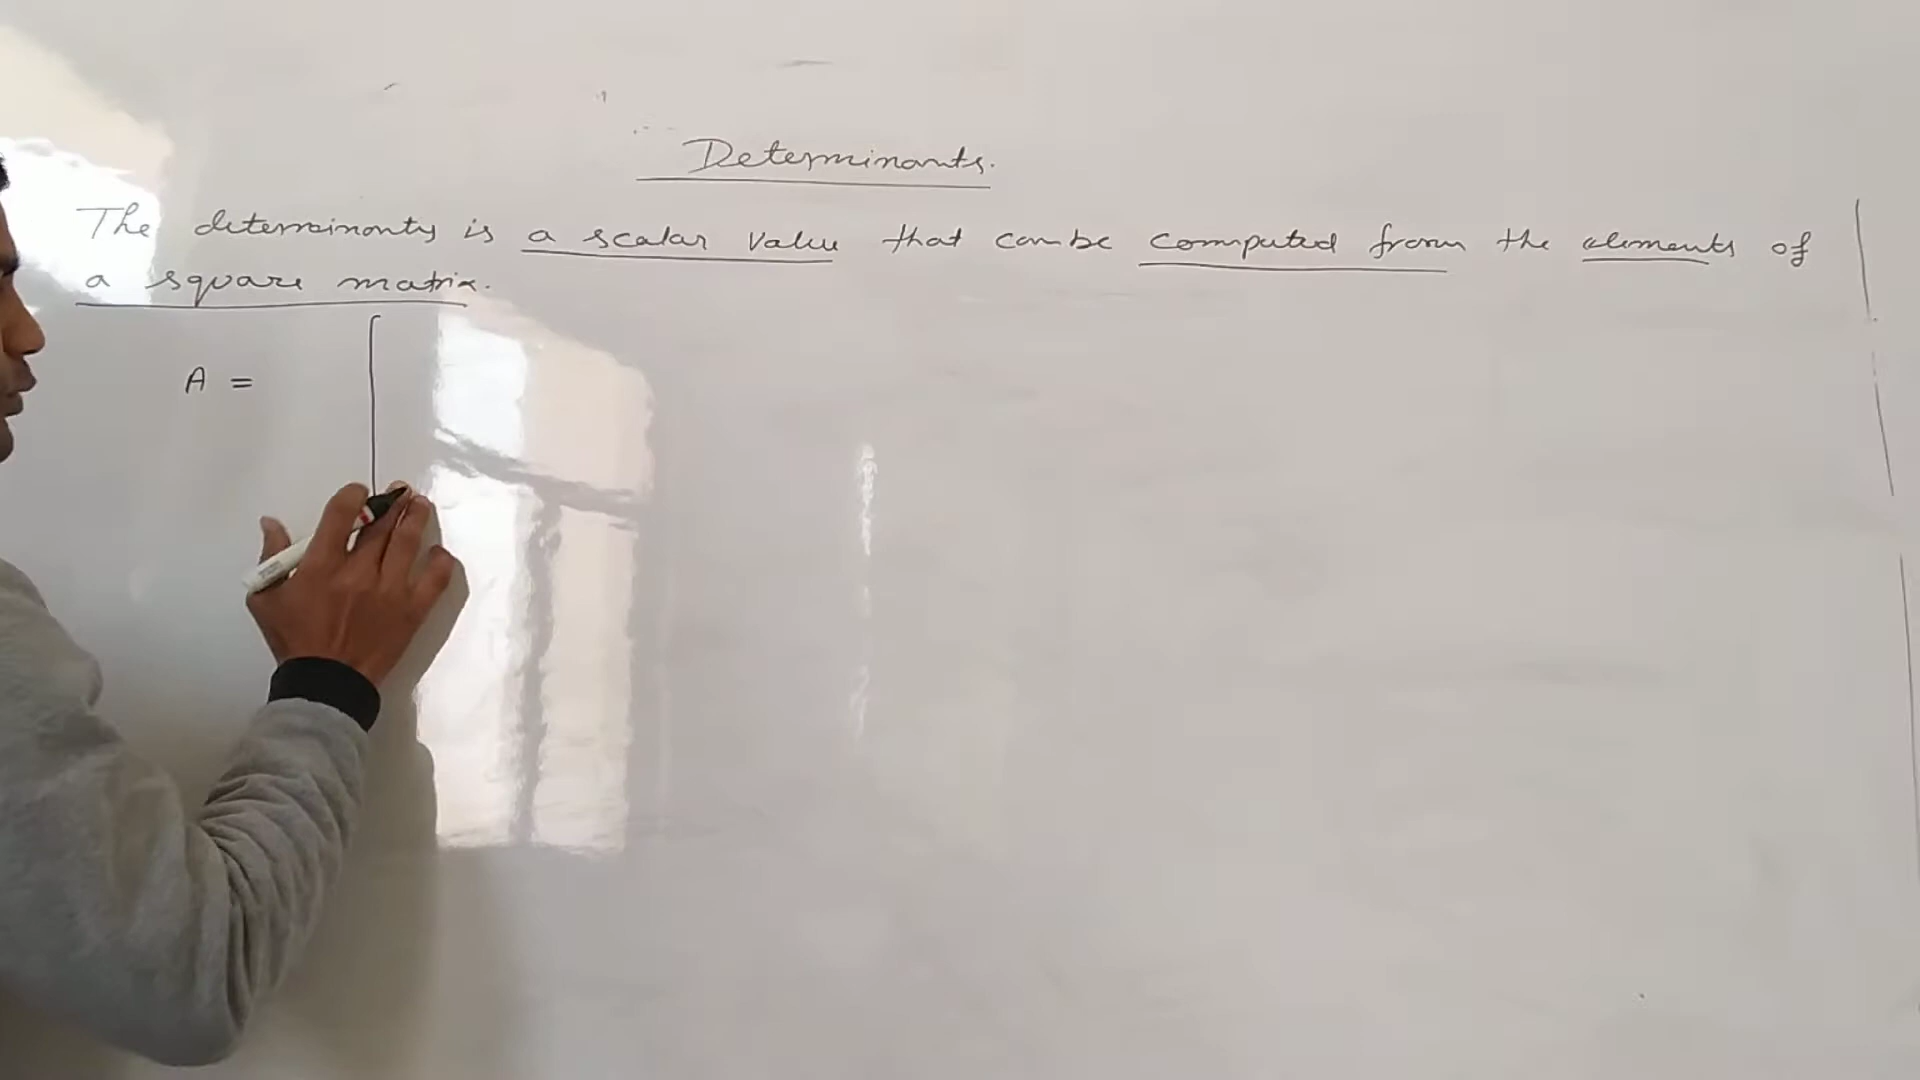 Determinants.
The determinants is a scalar value that can be computed from the elements of
a square matrix.
A = [